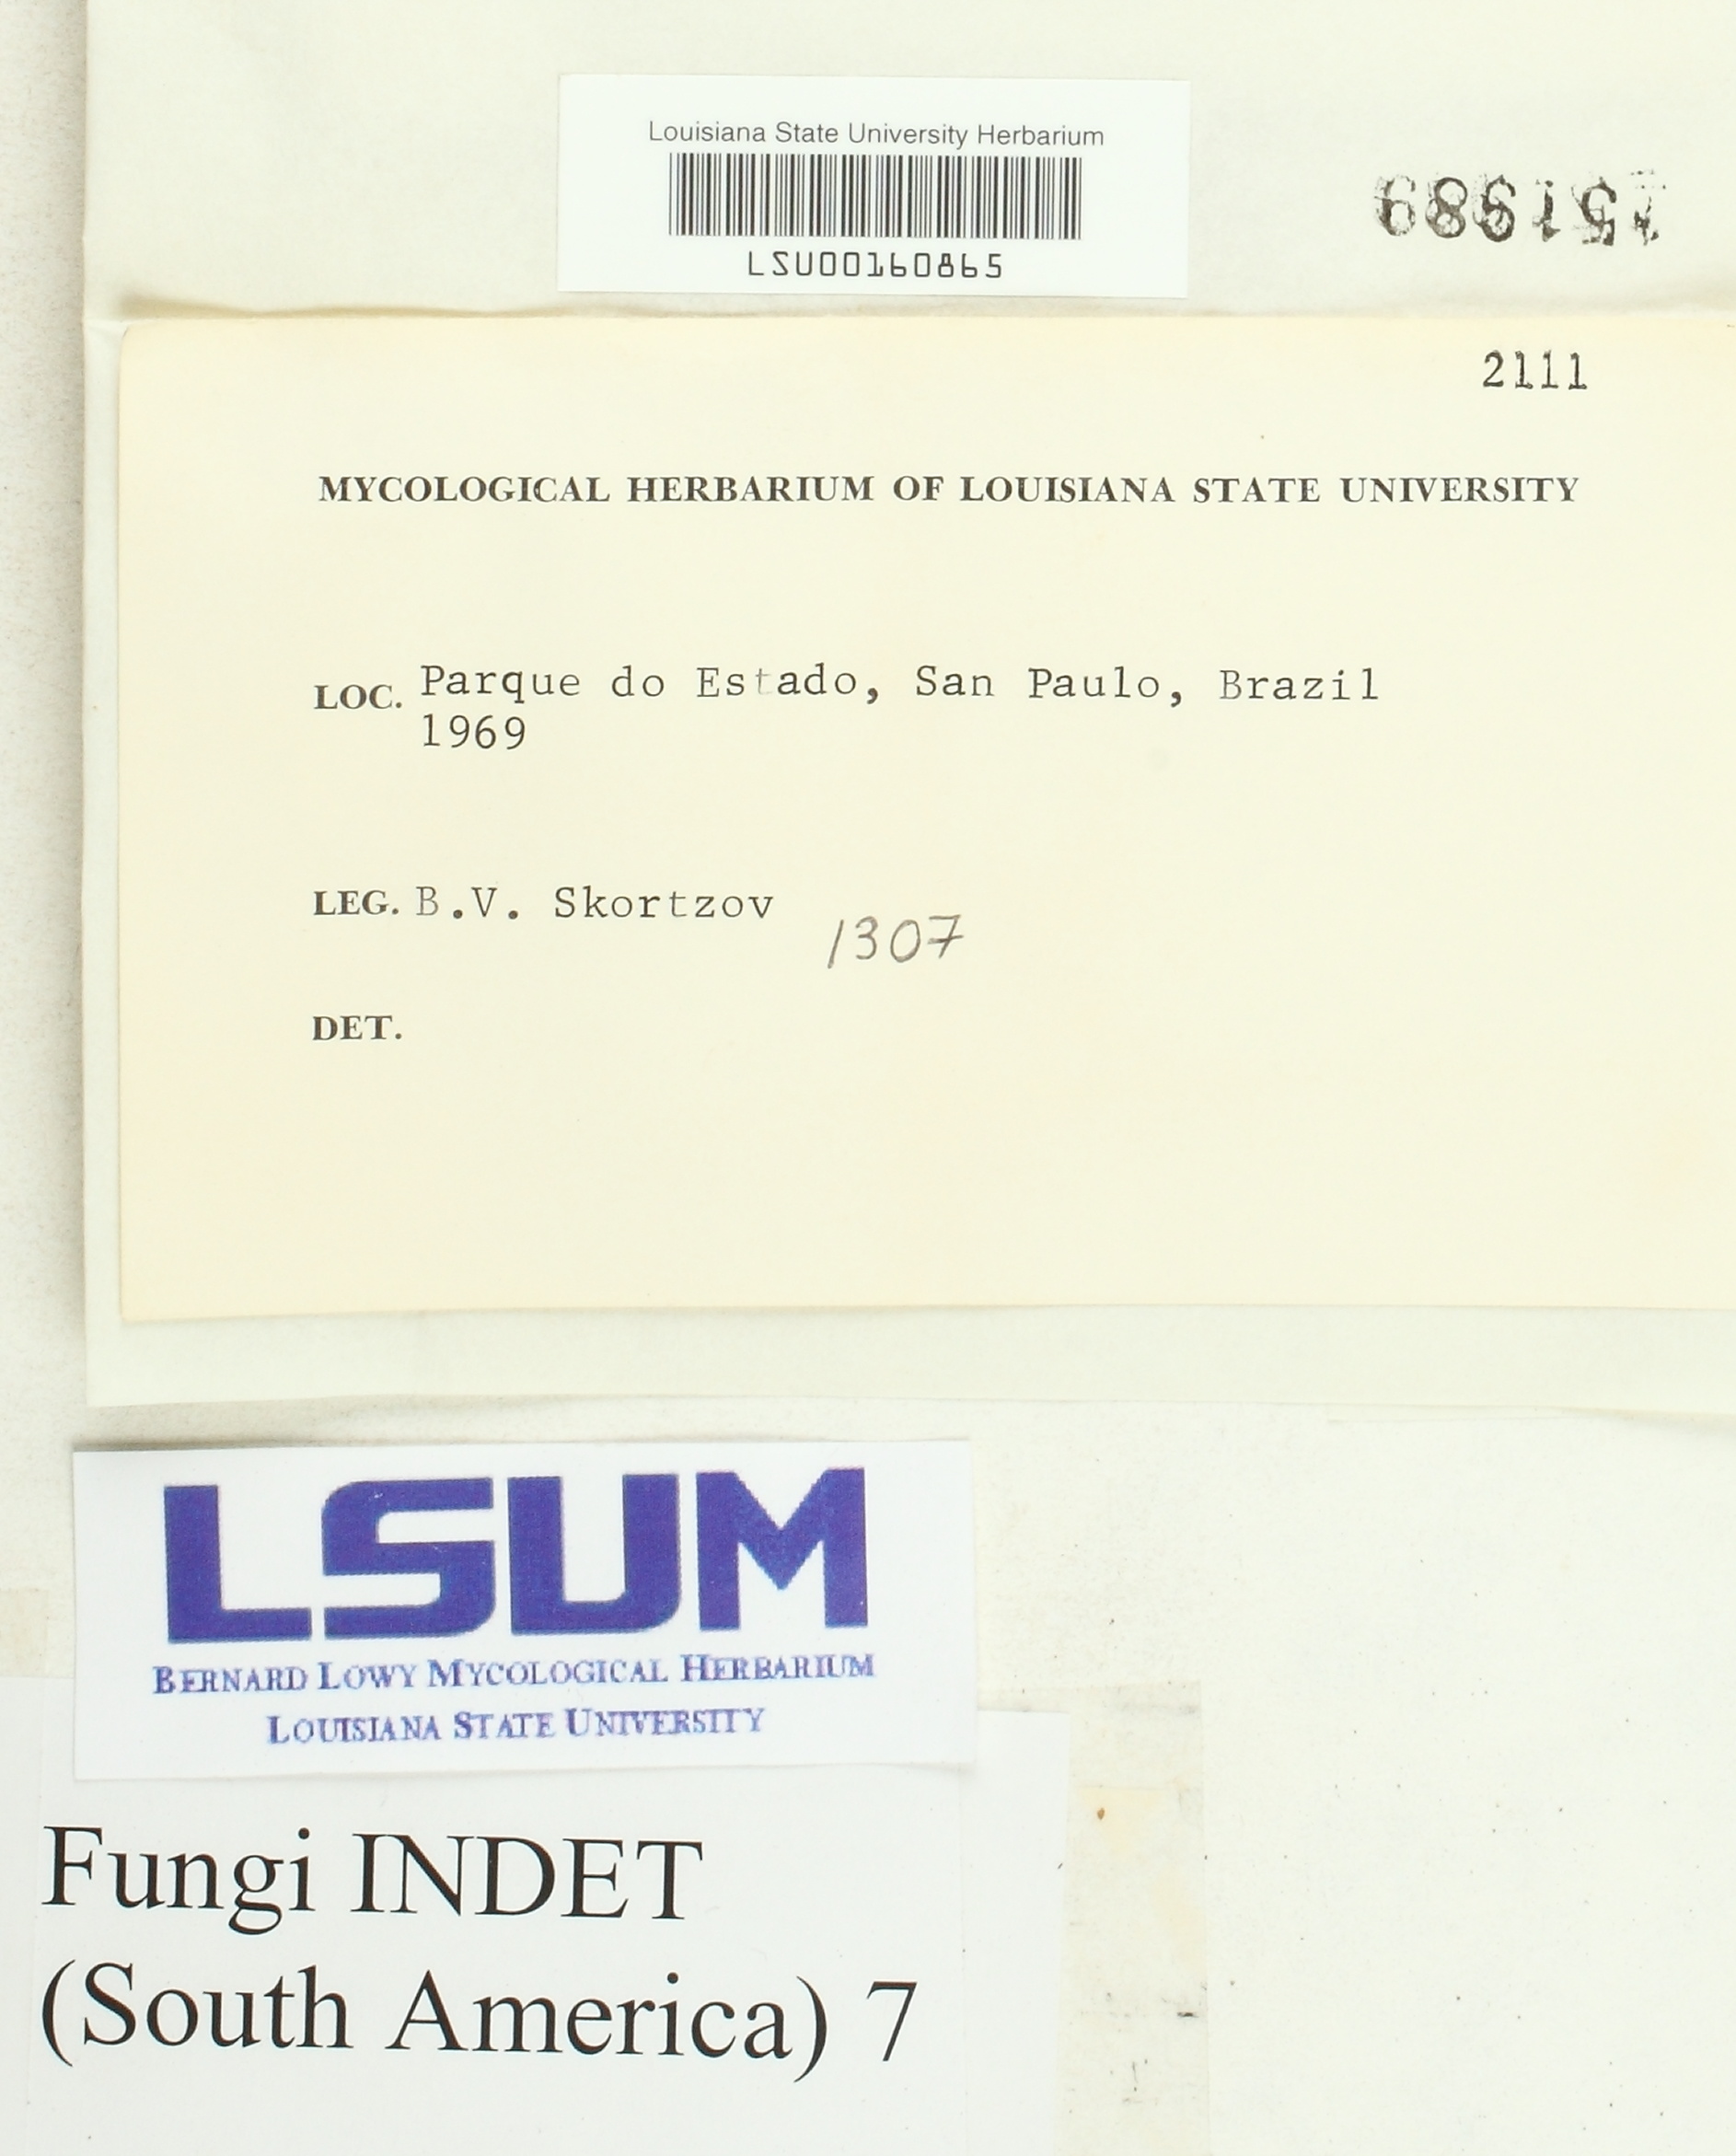 Louisiana State University Herbarium
LSU00160865
2111
MYCOLOGICAL HERBARIUM OF LOUISIANA STATE UNIVERSITY
LOC. Parque do Estado, San Paulo, Brazil
1969
LEG. B.V. Skortzov
1307
DET.
LSUM
BERNARD LOWY MYCOLOGICAL HERBARIUM
LOUISIANA STATE UNIVERSITY
Fungi INDET
(South America) 7